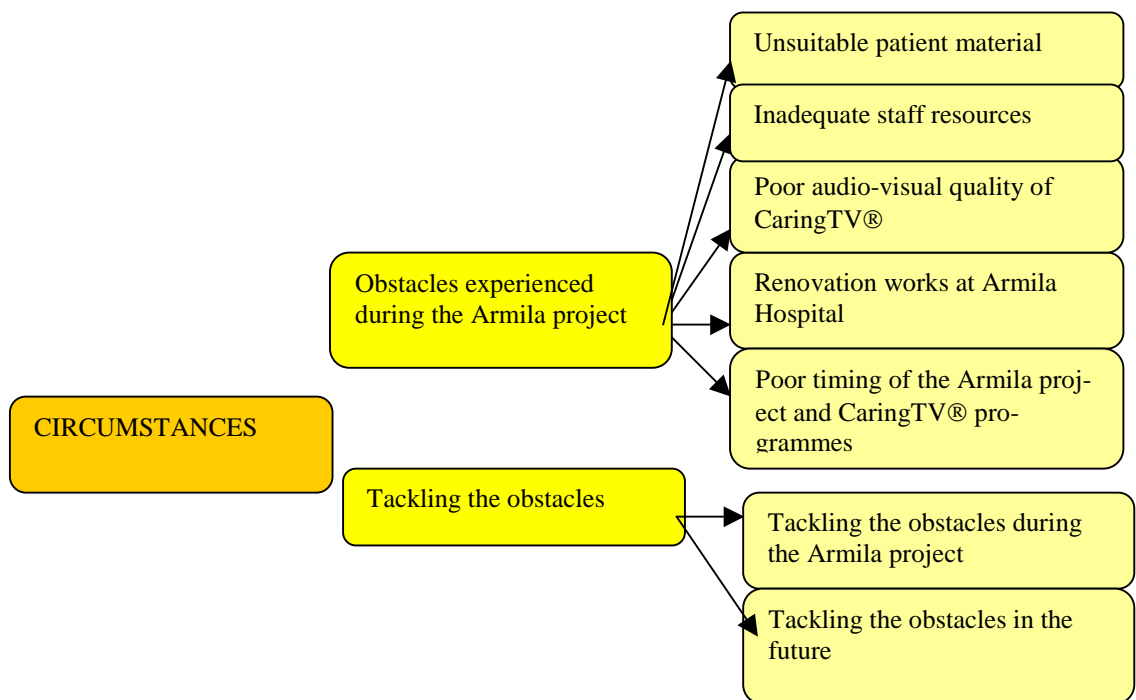 CIRCUMSTANCES
Obstacles experienced
during the Armila project
Unsuitable patient material
Inadequate staff resources
Poor audio-visual quality of
CaringTV®
Renovation works at Armila
Hospital
Poor timing of the Armila proj-
ect and CaringTV® pro-
grammes
Tackling the obstacles
Tackling the obstacles during
the Armila project
Tackling the obstacles in the
future